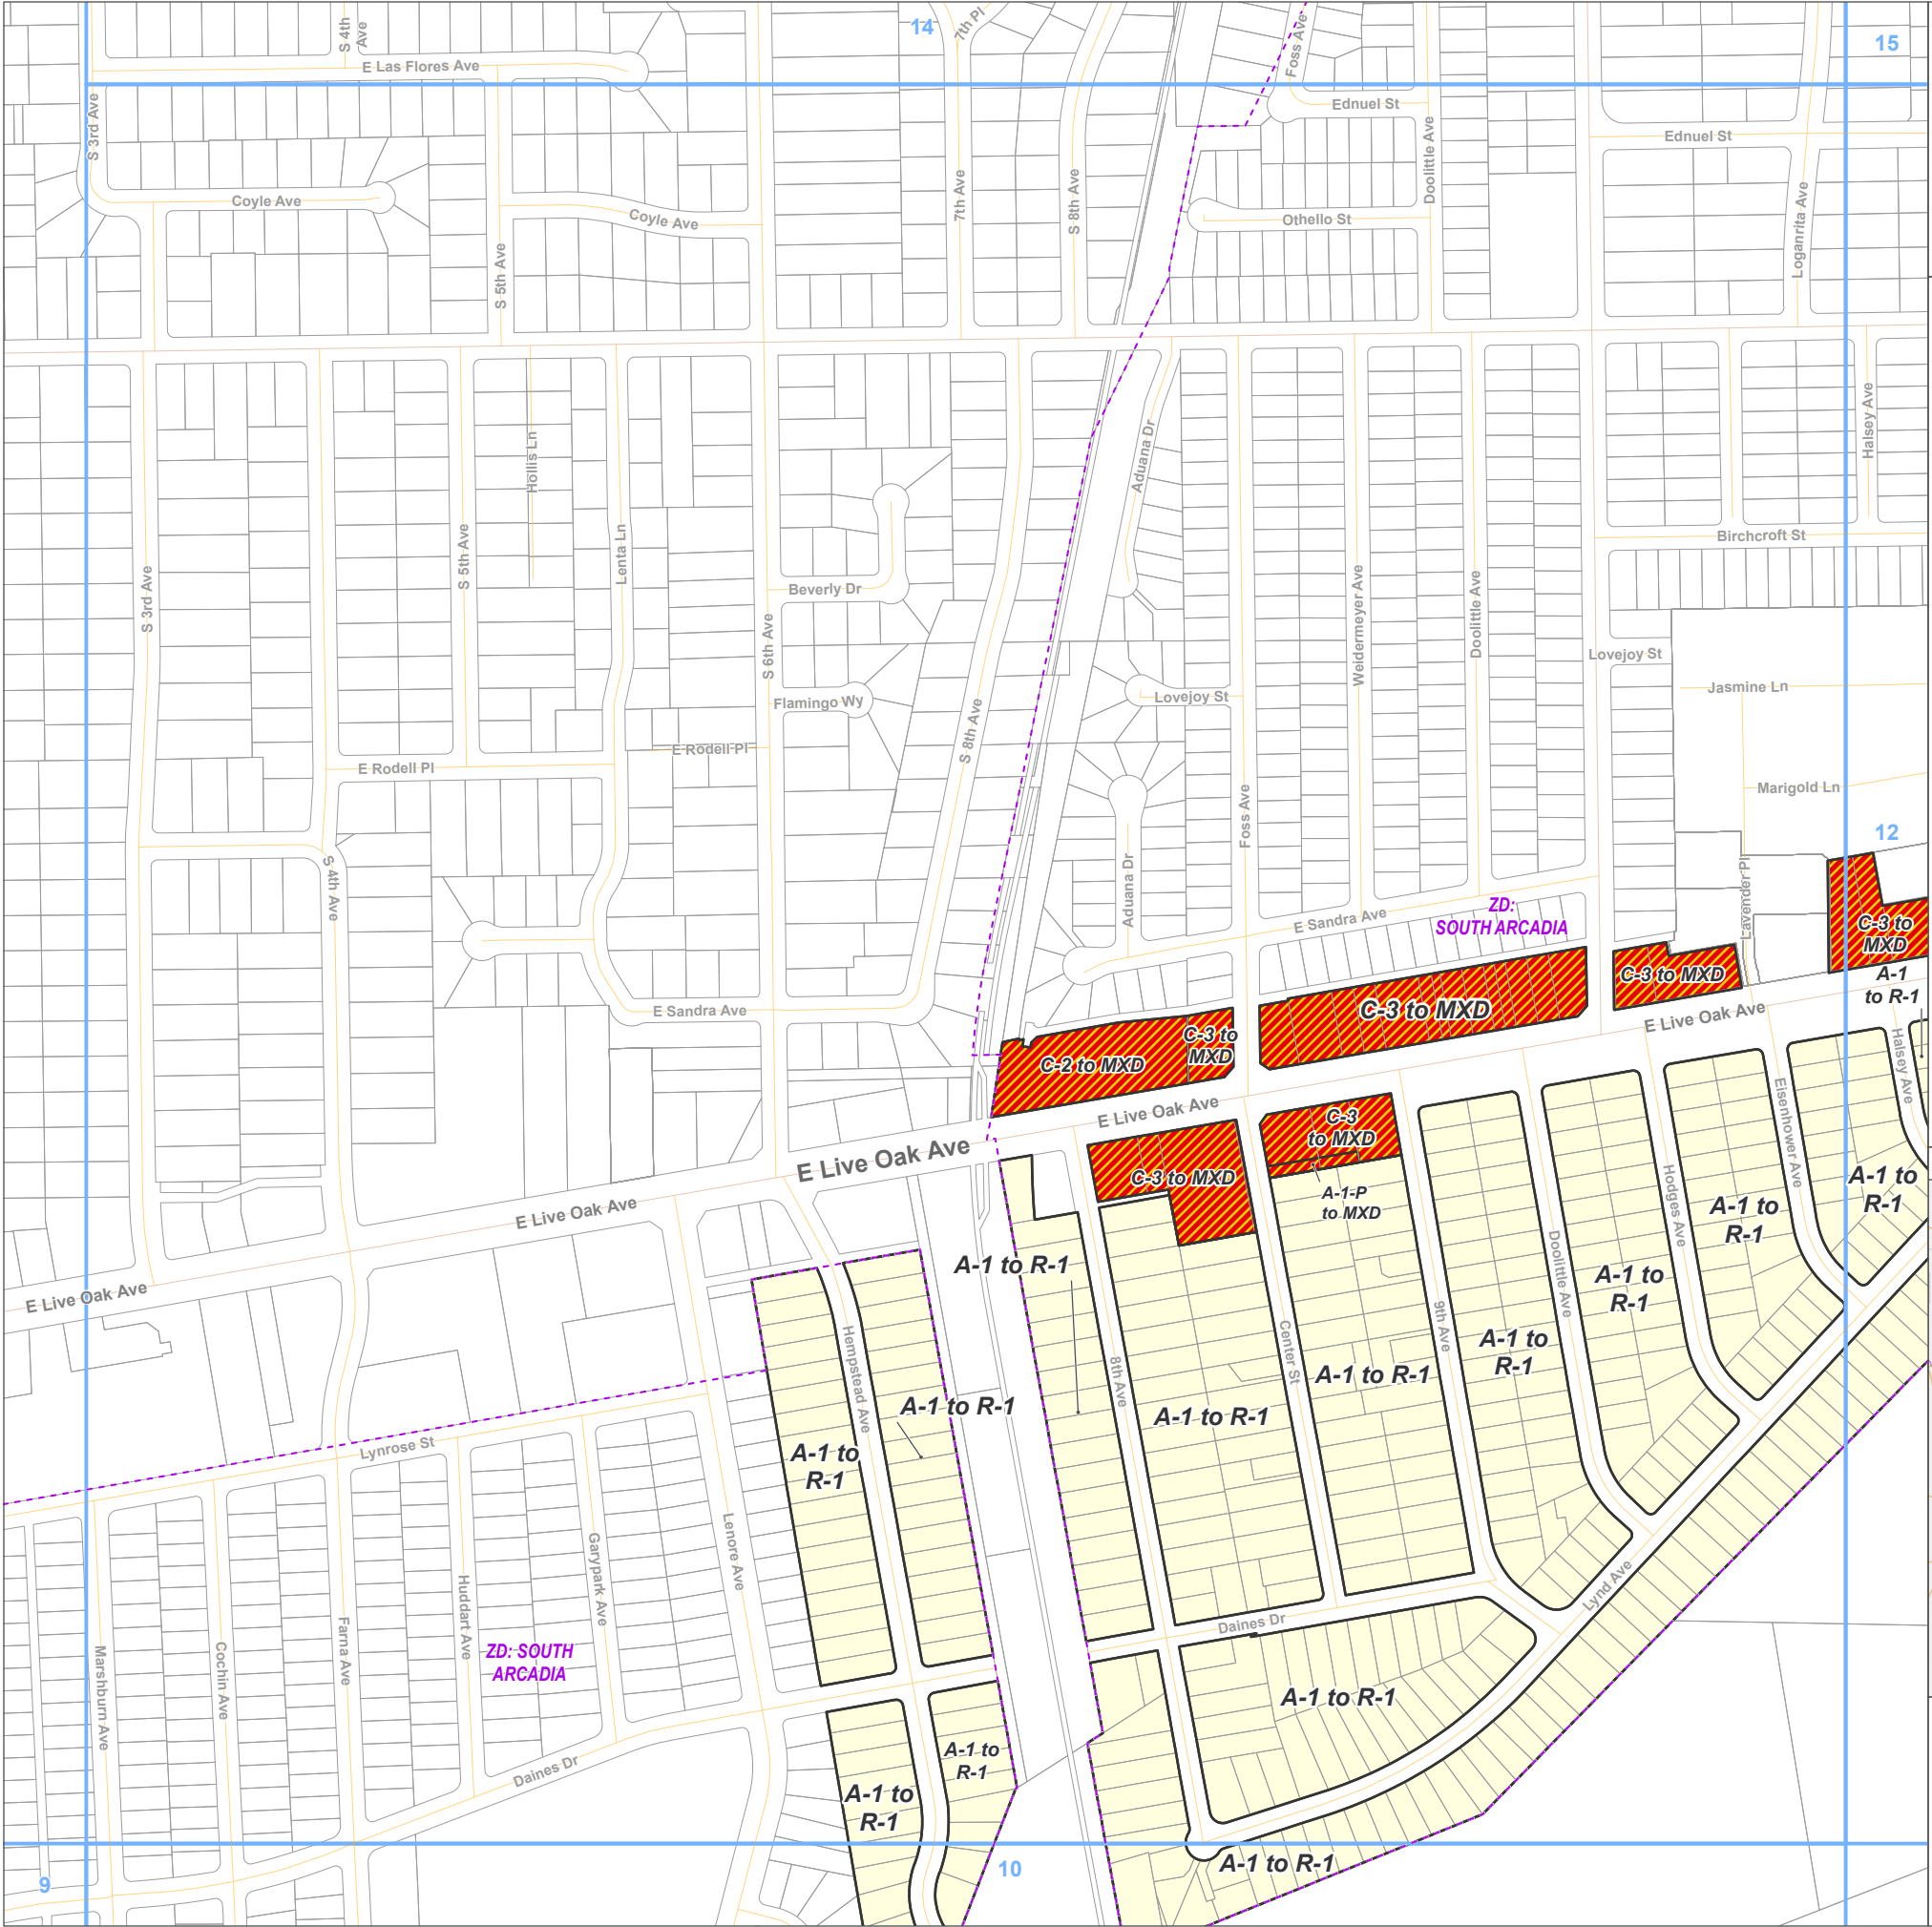 S 4th
Ave
14
7th Pl
Foss Ave
15
E Las Flores Ave
S 3rd Ave
Ednuel St
Ednuel St
Doolittle Ave
Coyle Ave
Coyle Ave
7th Ave
S 8th Ave
Othello St
Loganrita Ave
S 5th Ave
Hollis Ln
Aduana Dr
Halsey Ave
S 3rd Ave
S 5th Ave
Lenta Ln
Beverly Dr
Birchcroft St
S 6th Ave
Weidermeyer Ave
Doolittle Ave
Lovejoy St
Flamingo Wy
Lovejoy St
Jasmine Ln
S 8th Ave
E Rodell Pl
E Rodell Pl
Marigold Ln
Foss Ave
12
S 4th Ave
Aduana Dr
Lavender Pl
E Sandra Ave
ZD:
SOUTH ARCADIA
C-3 to
MXD
C-3 to MXD
A-1
to R-1
E Sandra Ave
C-3 to MXD
E Live Oak Ave
C-3 to
MXD
C-2 to MXD
Halsey Ave
E Live Oak Ave
C-3
to MXD
Eisenhower Ave
E Live Oak Ave
C-3 to MXD
A-1-P
to MXD
A-1 to
R-1
Hodges Ave
A-1 to
R-1
E Live Oak Ave
A-1 to R-1
Doolittle Ave
A-1 to
R-1
E Live Oak Ave
Hempstead Ave
8th Ave
Center St
9th Ave
A-1 to
R-1
A-1 to R-1
A-1 to R-1
A-1 to R-1
Lynrose St
A-1 to
R-1
Lenore Ave
Garypark Ave
Huddart Ave
Farna Ave
Cochin Ave
Marshburn Ave
Lynd Ave
Daines Dr
ZD: SOUTH
ARCADIA
A-1 to R-1
A-1 to
R-1
Daines Dr
A-1 to
R-1
A-1 to R-1
9
10